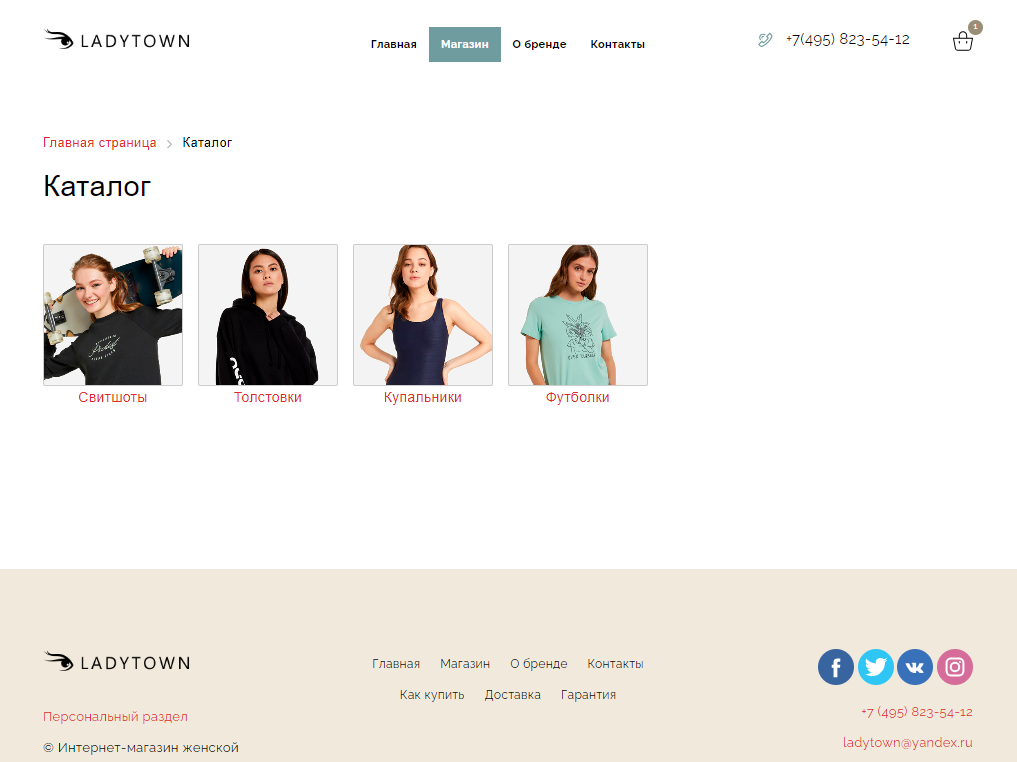 LADYTOWN
Главная Магазин О бренде Контакты
+7(495) 823-54-12
1
Главная страница Каталог
Каталог
Свитшоты Толстовки Купальники Футболки
LADYTOWN
Главная Магазин О бренде Контакты
Как купить Доставка Гарантия
+7 (495) 823-54-12
Персональный раздел
ladytown@yandex.ru
© Интернет-магазин женской